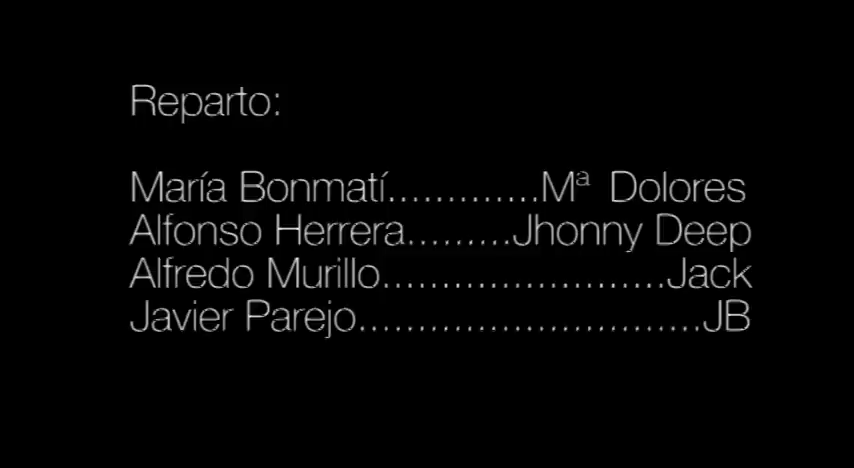 Reparto:
María Bonmatí.............Mª Dolores
Alfonso Herrera.........Jhonny Deep
Alfredo Murillo........................Jack
Javier Parejo.............................JB